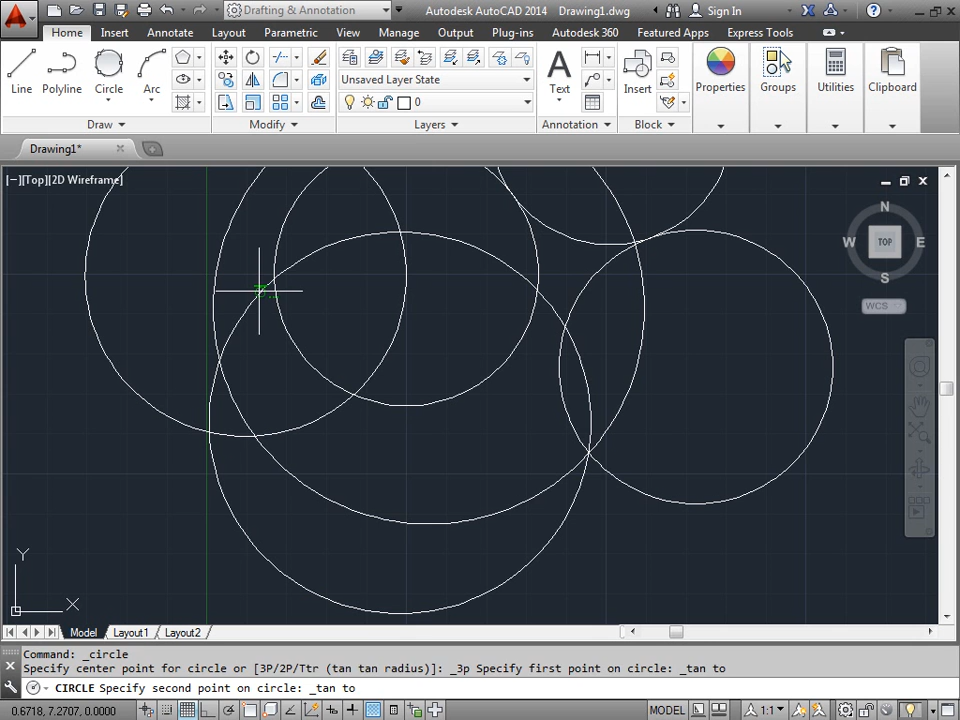 Drafting & Annotation
Autodesk AutoCAD 2014 Drawing1.dwg
Sign In
Home Insert Annotate Layout Parametric View Manage Output Plug-ins Autodesk 360 Featured Apps Express Tools
Line Polyline Circle Arc
Unsaved Layer State
0
Text Insert Properties Groups Utilities Clipboard
Draw Modify Layers Annotation Block
Drawing1*
[−][Top][2D Wireframe]
N
W TOP E
S
WCS
Y
X
Model Layout1 Layout2
Command: _circle
Specify center point for circle or [3P/2P/Ttr (tan tan radius)]: _3p Specify first point on circle: _tan to
CIRCLE Specify second point on circle: _tan to
0.6718, 7.2707, 0.0000 MODEL 1:1